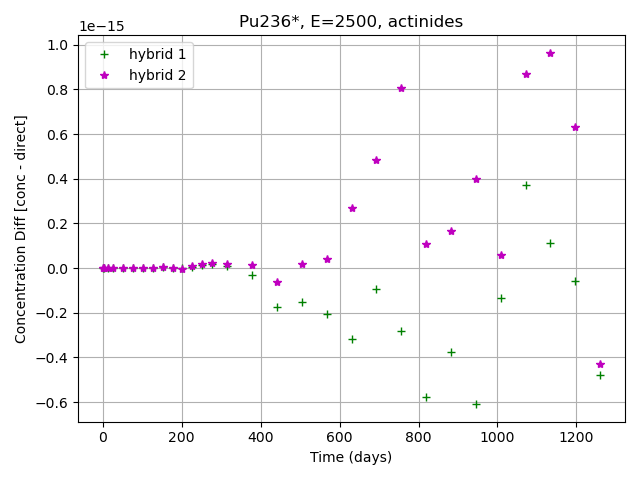 Pu236*, E=2500, actinides
1e−15
hybrid 1
hybrid 2
1.0
0.8
0.6
0.4
0.2
0.0
−0.2
−0.4
−0.6
Concentration Diff [conc - direct]
0 200 400 600 800 1000 1200
Time (days)